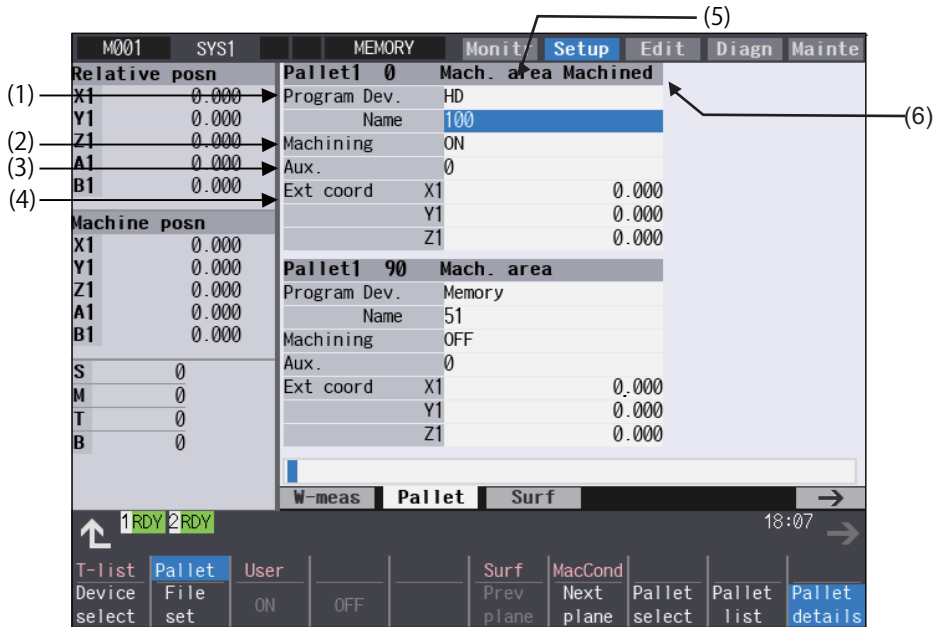 (5)
M001 SYS1 MEMORY Monitr Setup Edit Diagn Mainte
Relative posn
X1 0.000
Y1 0.000
Z1 0.000
A1 0.000
B1 0.000
Machine posn
X1 0.000
Y1 0.000
Z1 0.000
A1 0.000
B1 0.000
S 0
M 0
T 0
B 0
(1)
(2)
(3)
(4)
Pallet1 0 Mach. area Machined
Program Dev. HD
Name 100
Machining ON
Aux. 0
Ext coord X1 0.000
Y1 0.000
Z1 0.000
(6)
Pallet1 90 Mach. area
Program Dev. Memory
Name 51
Machining OFF
Aux. 0
Ext coord X1 0.000
Y1 0.000
Z1 0.000
W-meas Pallet Surf →
1 RDY 2 RDY 18:07
T-list Pallet User Surf MacCond
Device File ON OFF Prev Next Pallet Pallet Pallet
select set plane plane select list details